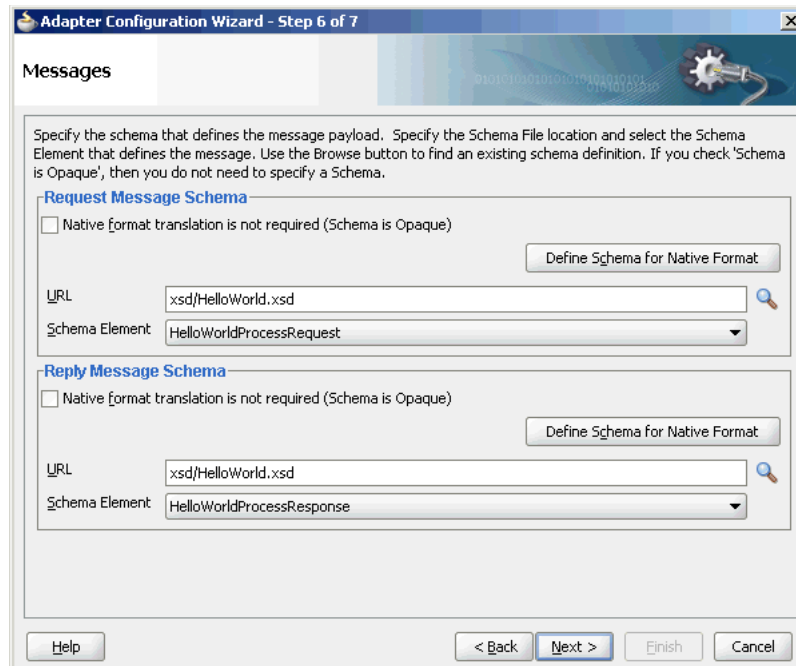 Adapter Configuration Wizard - Step 6 of 7
Messages
0101010101010101010101010101
01010101010
Specify the schema that defines the message payload.  Specify the Schema File location and select the Schema
Element that defines the message. Use the Browse button to find an existing schema definition. If you check 'Schema
is Opaque', then you do not need to specify a Schema.
Request Message Schema
Native format translation is not required (Schema is Opaque)
Define Schema for Native Format
URL xsd/HelloWorld.xsd
Schema Element HelloWorldProcessRequest
Reply Message Schema
Native format translation is not required (Schema is Opaque)
Define Schema for Native Format
URL xsd/HelloWorld.xsd
Schema Element HelloWorldProcessResponse
Help < Back Next > Finish Cancel